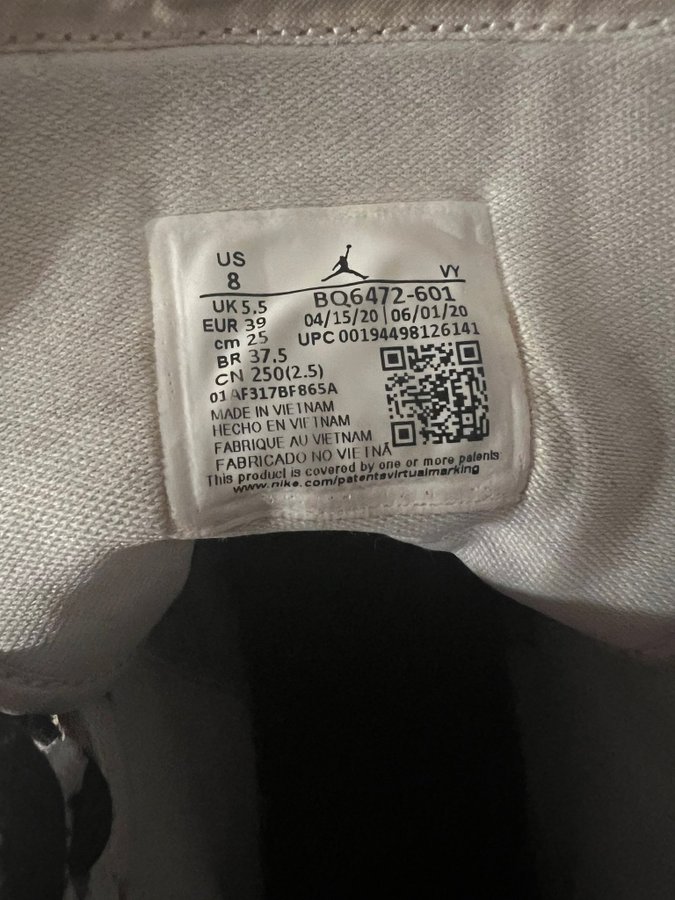 US
8
VY
UK 5.5
EUR 39
cm 25
BR 37.5
CN 250(2.5)
BQ6472-601
04/15/20 | 06/01/20
UPC 00194498126141
01AF317BF865A
MADE IN VIETNAM
HECHO EN VIETNAM
FABRIQUE AU VIETNAM
FABRICADO NO VIETNÃ
This product is covered by one or more patents
www.nike.com/patentsvirtualmarking